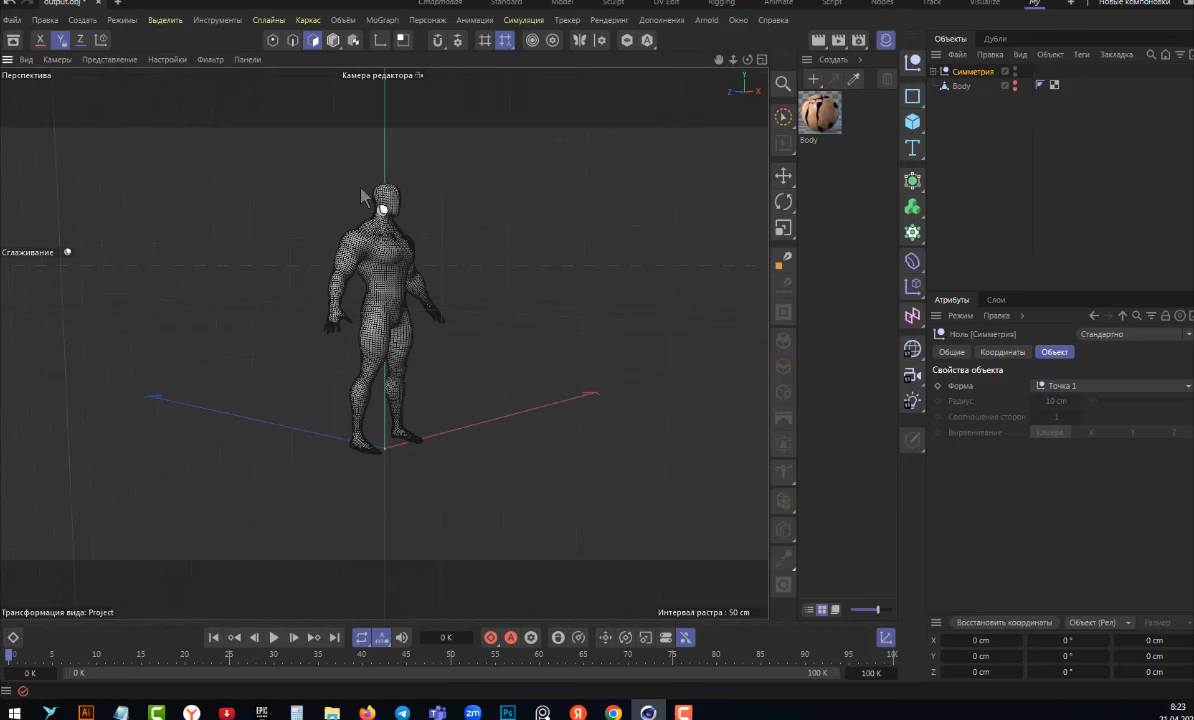 output.obj *
Стартовая
Standard
Model
Sculpt
UV Edit
Rigging
Animate
Script
Nodes
Track
Visualize
My
Новые компоновки
Файл
Правка
Создать
Режимы
Выделить
Инструменты
Сплайны
Каркас
Объём
MoGraph
Персонаж
Анимация
Симуляция
Трекер
Рендеринг
Дополнения
Arnold
Окно
Справка
X
Y
Z
Объекты
Дубли
Вид
Камеры
Представление
Настройки
Фильтр
Панели
Создать
Файл
Правка
Вид
Объект
Теги
Закладка
Перспектива
Камера редактора
Y
Z
X
Симметрия
Body
Body
Сглаживание
Атрибуты
Слои
Режим
Правка
Ноль [Симметрия]
Стандартно
Общие
Координаты
Объект
Свойства объекта
Форма
Точка 1
Радиус
10 cm
Соотношение сторон
1
Выравнивание
Камера
X
Y
Z
Трансформация вида: Project
Интервал растра : 50 cm
Восстановить координаты
Объект (Рел)
Размер
0 K
X
0 cm
0 °
0 cm
Y
0 cm
0 °
0 cm
Z
0 cm
0 °
0 cm
0
5
10
15
20
25
30
35
40
45
50
55
60
65
70
75
80
85
90
95
100
0 K
0 K
100 K
100 K
8:23